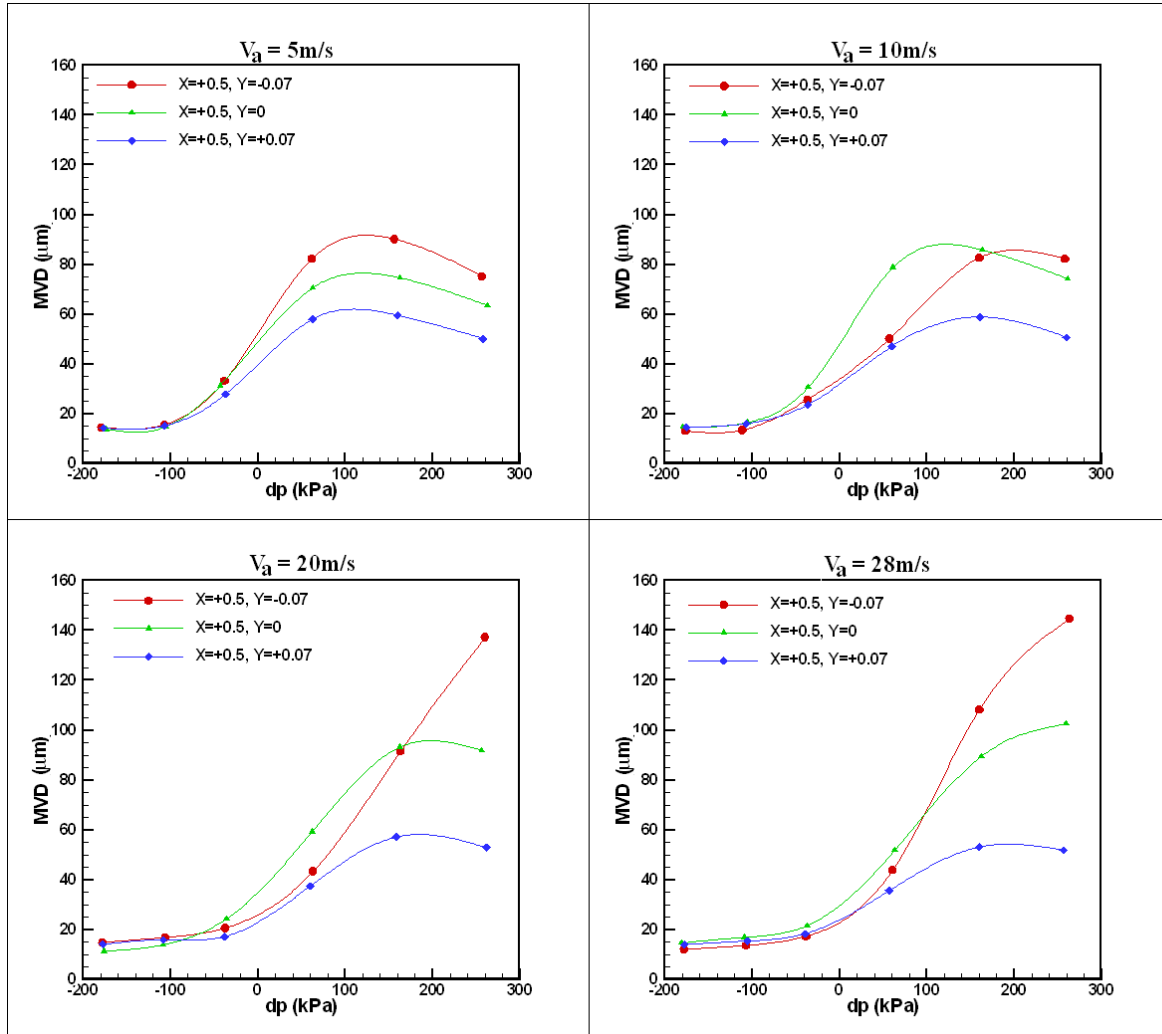 V_a = 5m/s
160
140
120
100
80
60
40
20
0
MVD (μm)
X=+0.5, Y=-0.07
X=+0.5, Y=0
X=+0.5, Y=+0.07
-200 -100 0 100 200 300
dp (kPa)
V_a = 10m/s
160
140
120
100
80
60
40
20
0
MVD (μm)
X=+0.5, Y=-0.07
X=+0.5, Y=0
X=+0.5, Y=+0.07
-200 -100 0 100 200 300
dp (kPa)
V_a = 20m/s
160
140
120
100
80
60
40
20
0
MVD (μm)
X=+0.5, Y=-0.07
X=+0.5, Y=0
X=+0.5, Y=+0.07
-200 -100 0 100 200 300
dp (kPa)
V_a = 28m/s
160
140
120
100
80
60
40
20
0
MVD (μm)
X=+0.5, Y=-0.07
X=+0.5, Y=0
X=+0.5, Y=+0.07
-200 -100 0 100 200 300
dp (kPa)